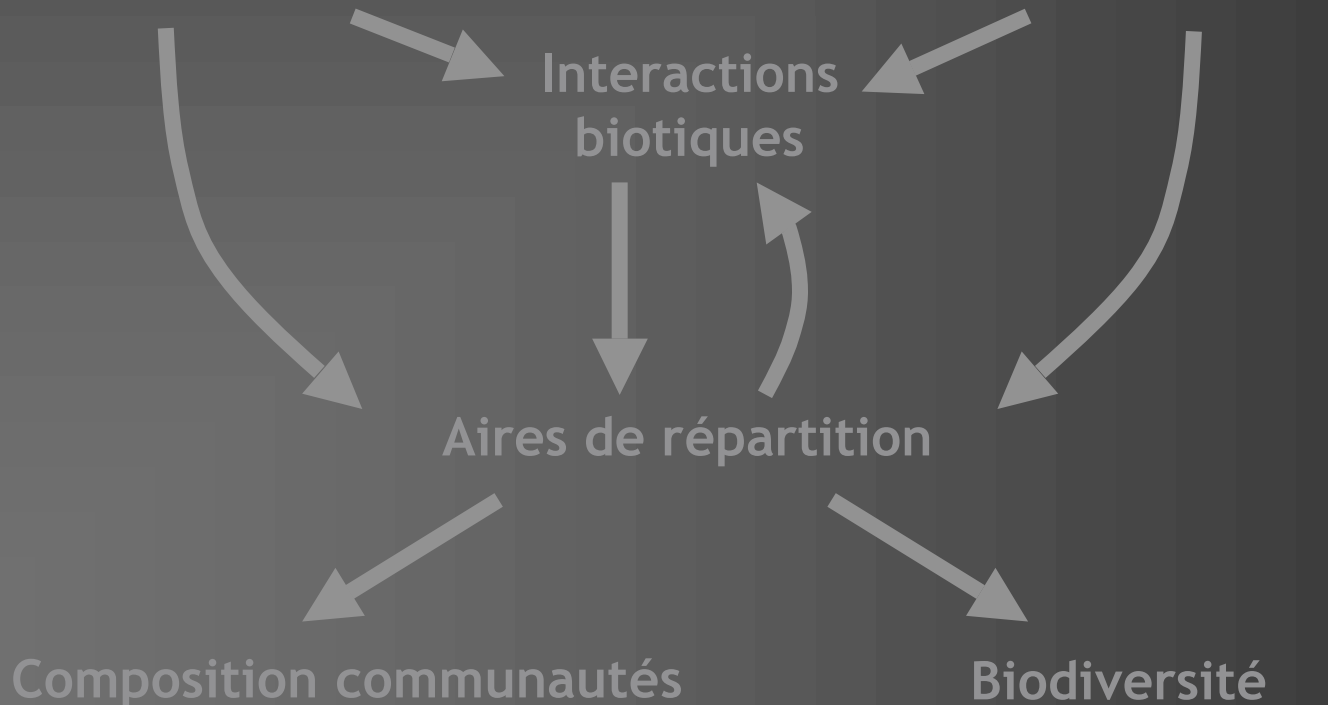 Interactions
biotiques
Aires de répartition
Composition communautés
Biodiversité